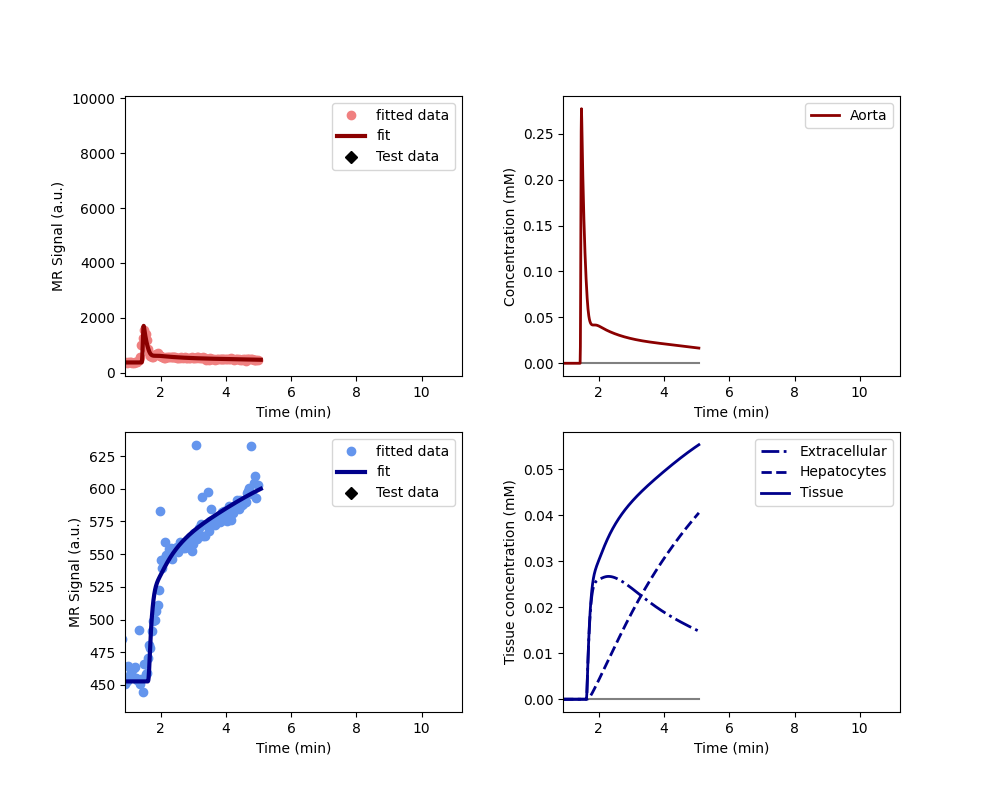 MR Signal (a.u.)
10000
8000
6000
4000
2000
0
2
4
6
8
10
Time (min)
fitted data
fit
Test data
Concentration (mM)
0.25
0.20
0.15
0.10
0.05
0.00
2
4
6
8
10
Time (min)
Aorta
MR Signal (a.u.)
625
600
575
550
525
500
475
450
2
4
6
8
10
Time (min)
fitted data
fit
Test data
Tissue concentration (mM)
0.05
0.04
0.03
0.02
0.01
0.00
2
4
6
8
10
Time (min)
Extracellular
Hepatocytes
Tissue